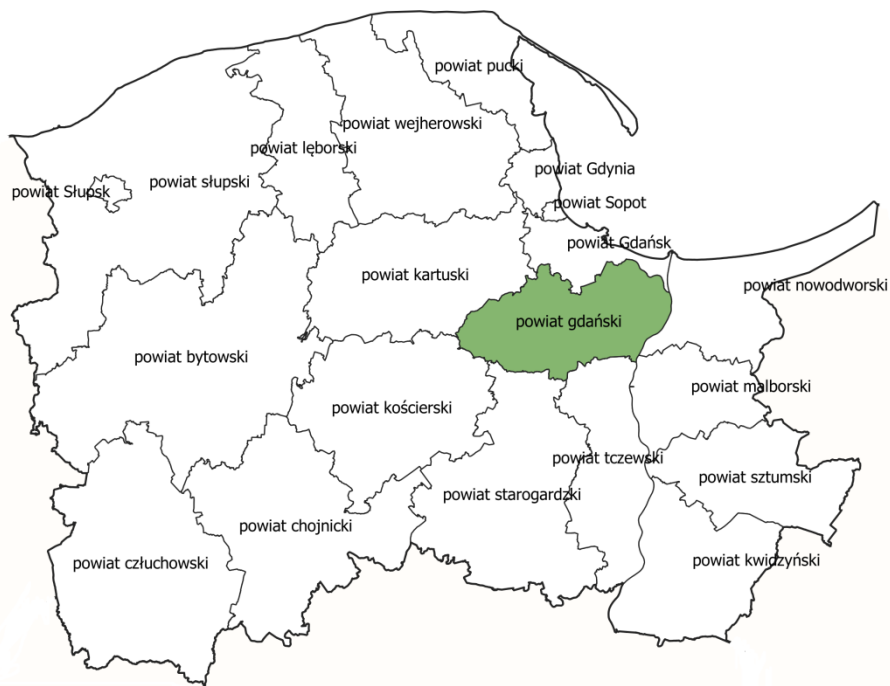 powiat pucki
powiat wejherowski
powiat lęborski
powiat Gdynia
powiat słupski
powiat Słupsk
powiat Sopot
powiat Gdańsk
powiat kartuski
powiat nowodworski
powiat gdański
powiat bytowski
powiat malborski
powiat kościerski
powiat tczewski
powiat sztumski
powiat starogardzki
powiat chojnicki
powiat człuchowski
powiat kwidzyński